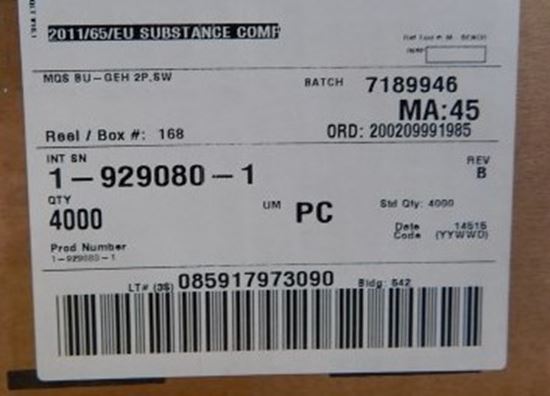 2011/65/EU SUBSTANCE COMP
MQS BU-GEH 2P,SW
BATCH 7189946
MA:45
Reel / Box #: 168
ORD: 200209991985
INT SN
1-929080-1
REV
B
QTY
4000
UM PC
Std Qty: 4000
Date Code 14516 (YYWWD)
Prod Number
1-929080-1
LT# (3S) 085917973090 Bldg: 542